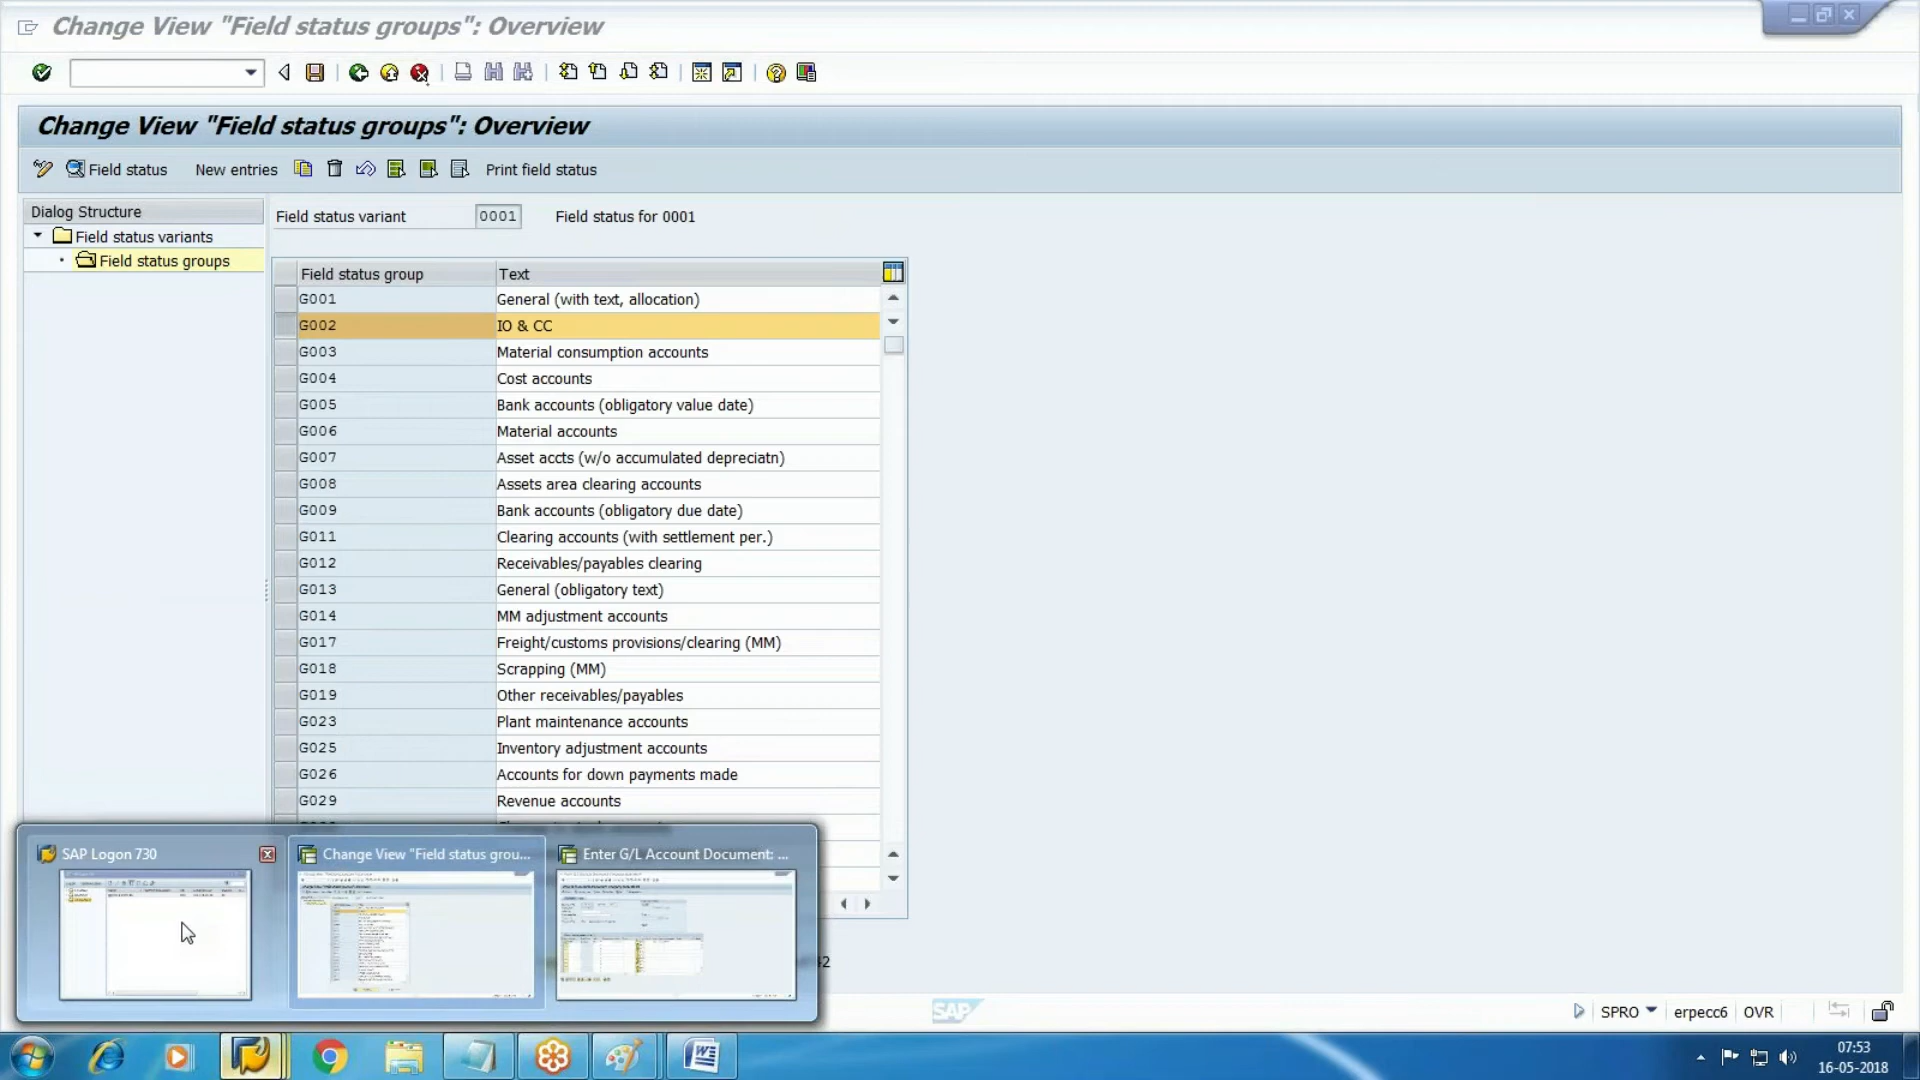 Change View "Field status groups": Overview
Change View "Field status groups": Overview
Field status
New entries
Print field status
Dialog Structure
Field status variants
Field status groups
Field status variant 0001 Field status for 0001
Field status group Text
G001 General (with text, allocation)
G002 IO & CC
G003 Material consumption accounts
G004 Cost accounts
G005 Bank accounts (obligatory value date)
G006 Material accounts
G007 Asset accts (w/o accumulated depreciatn)
G008 Assets area clearing accounts
G009 Bank accounts (obligatory due date)
G011 Clearing accounts (with settlement per.)
G012 Receivables/payables clearing
G013 General (obligatory text)
G014 MM adjustment accounts
G017 Freight/customs provisions/clearing (MM)
G018 Scrapping (MM)
G019 Other receivables/payables
G023 Plant maintenance accounts
G025 Inventory adjustment accounts
G026 Accounts for down payments made
G029 Revenue accounts
SAP Logon 730
Change View "Field status grou...
Enter G/L Account Document: ...
SAP
SPRO
erpecc6
OVR
07:53
16-05-2018